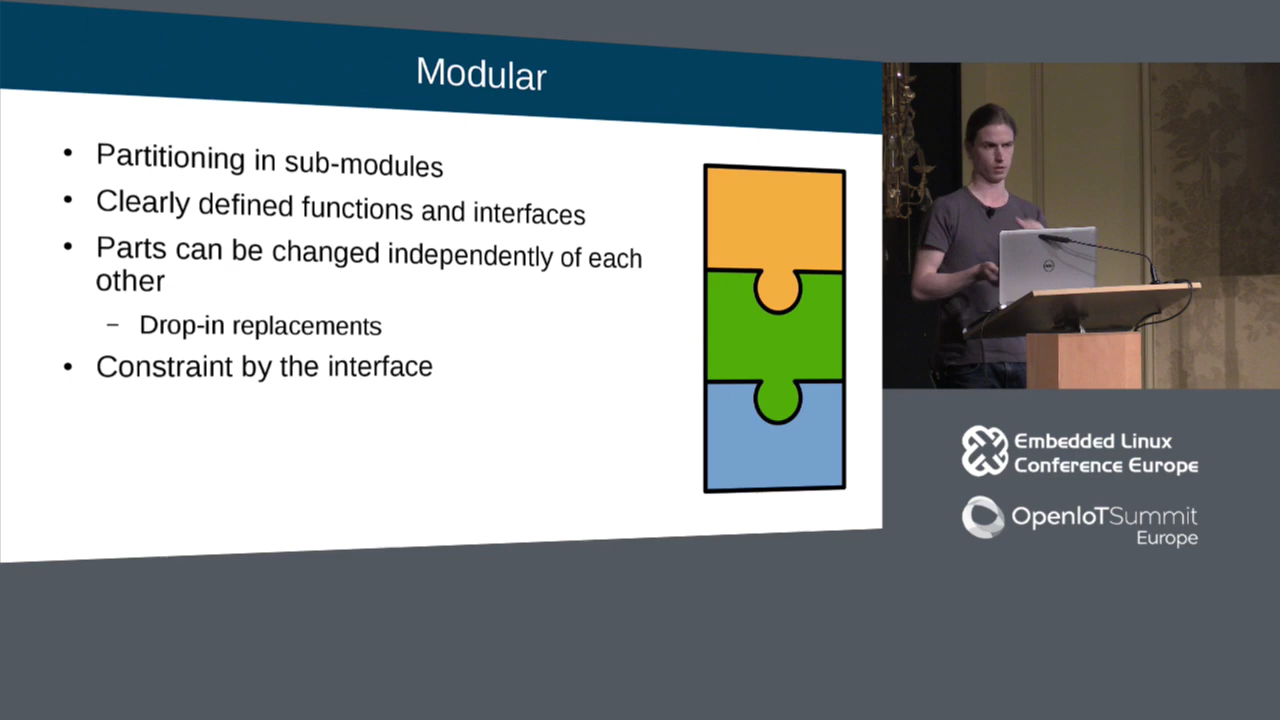 Modular
• Partitioning in sub-modules
• Clearly defined functions and interfaces
• Parts can be changed independently of each
other
– Drop-in replacements
• Constraint by the interface
Embedded Linux
Conference Europe
OpenIoTSummit
Europe